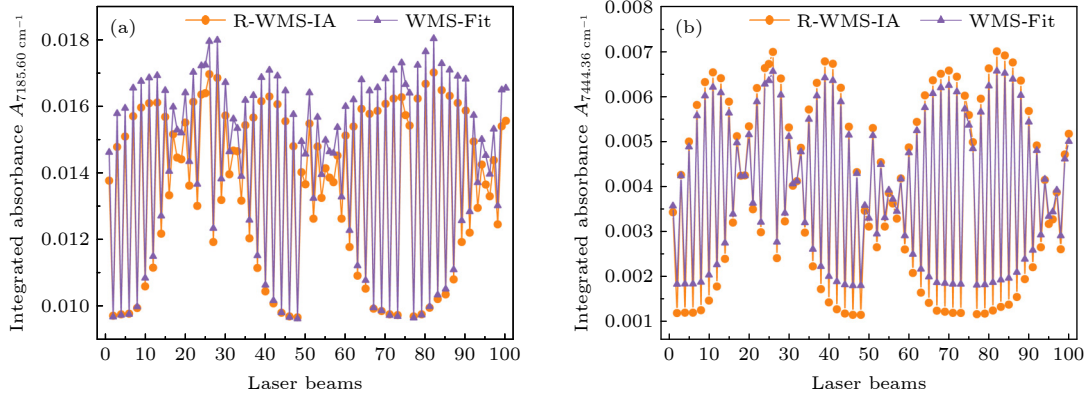 (a)
R-WMS-IA
WMS-Fit
0.018
0.016
0.014
0.012
0.010
Integrated absorbance A7185.60 cm−1
0 10 20 30 40 50 60 70 80 90 100
Laser beams
(b)
R-WMS-IA
WMS-Fit
0.008
0.007
0.006
0.005
0.004
0.003
0.002
0.001
Integrated absorbance A7444.36 cm−1
0 10 20 30 40 50 60 70 80 90 100
Laser beams